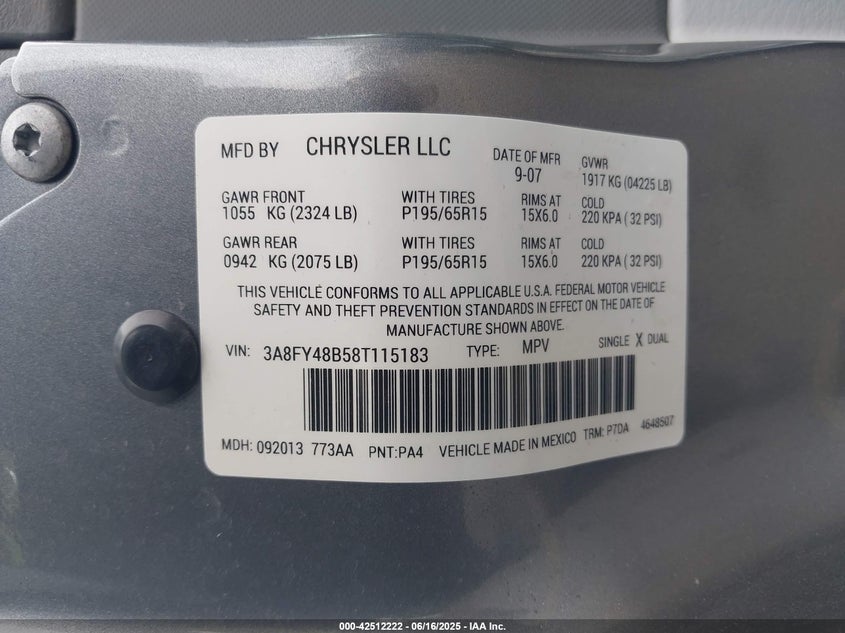 MFD BY CHRYSLER LLC DATE OF MFR GVWR
9-07 1917 KG (04225 LB)
GAWR FRONT WITH TIRES RIMS AT COLD
1055 KG (2324 LB) P195/65R15 15X6.0 220 KPA ( 32 PSI)
GAWR REAR WITH TIRES RIMS AT COLD
0942 KG (2075 LB) P195/65R15 15X6.0 220 KPA ( 32 PSI)
THIS VEHICLE CONFORMS TO ALL APPLICABLE U.S.A. FEDERAL MOTOR VEHICLE
SAFETY AND THEFT PREVENTION STANDARDS IN EFFECT ON THE DATE OF
MANUFACTURE SHOWN ABOVE.
VIN: 3A8FY48B58T115183 TYPE: MPV SINGLE X DUAL
MDH: 092013 773AA PNT:PA4 VEHICLE MADE IN MEXICO TRM: P7DA 4648507
000-42512222 - 06/16/2025 - IAA Inc.